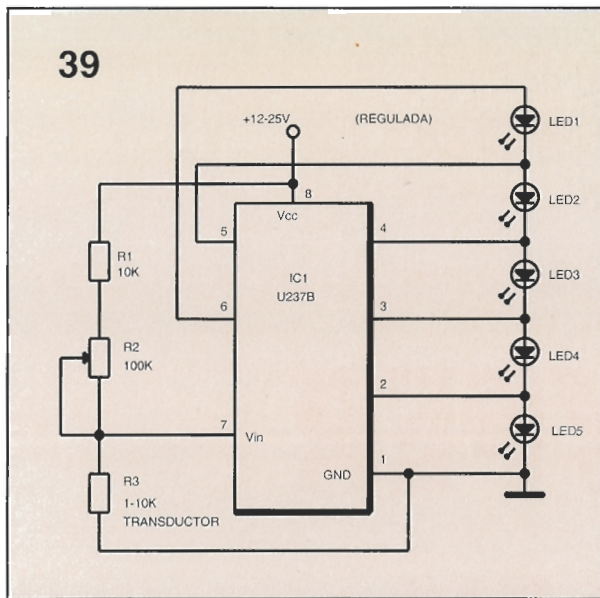 39
+12-25V (REGULADA)
LED1
8
Vcc
LED2
5
4
R1
10K
IC1
U237B
LED3
6
3
R2
100K
LED4
2
7
Vin
LED5
1
GND
R3
1-10K
TRANSDUCTOR